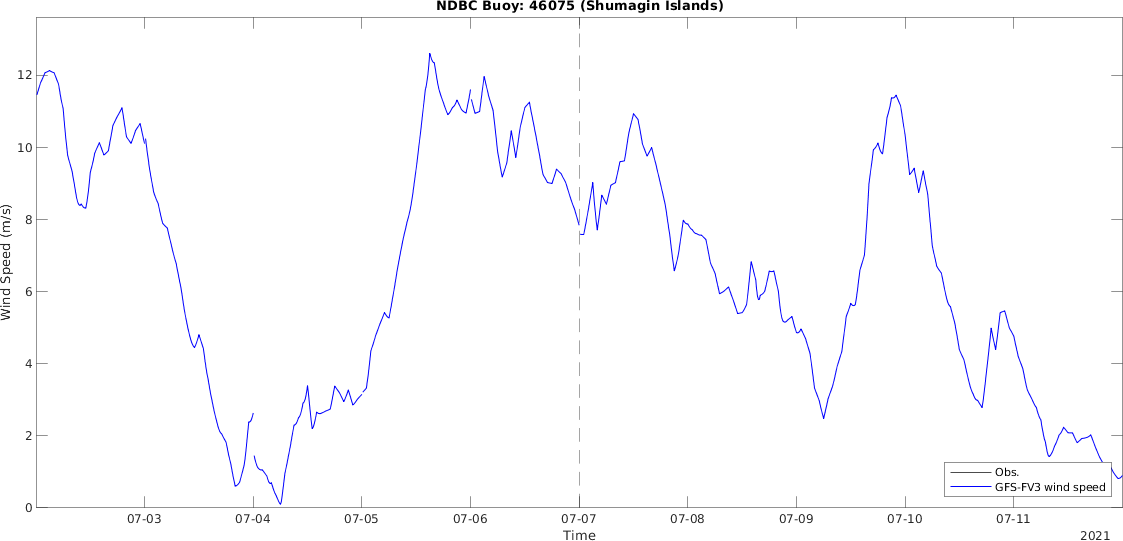 NDBC Buoy: 46075 (Shumagin Islands)
Wind Speed (m/s)
12
10
8
6
4
2
0
07-03 07-04 07-05 07-06 07-07 07-08 07-09 07-10 07-11
Time
2021
Obs.
GFS-FV3 wind speed